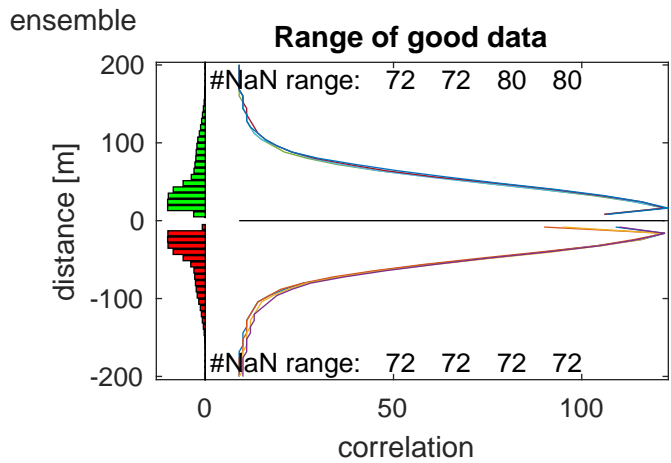 ensemble
Range of good data
200
#NaN range: 72 72 80 80
100
0
-100
-200
#NaN range: 72 72 72 72
distance [m]
0 50 100
correlation